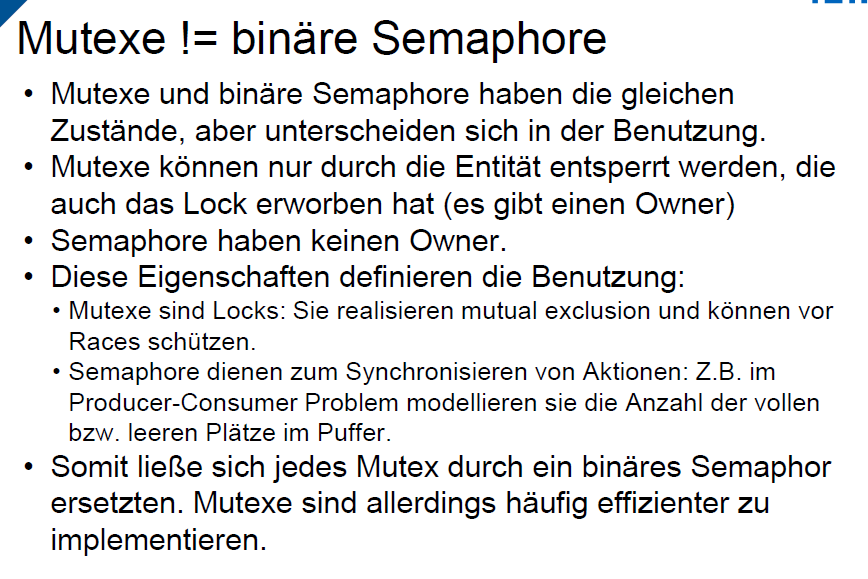 Mutexe != binäre Semaphore
• Mutexe und binäre Semaphore haben die gleichen
Zustände, aber unterscheiden sich in der Benutzung.
• Mutexe können nur durch die Entität entsperrt werden, die
auch das Lock erworben hat (es gibt einen Owner)
• Semaphore haben keinen Owner.
• Diese Eigenschaften definieren die Benutzung:
• Mutexe sind Locks: Sie realisieren mutual exclusion und können vor
Races schützen.
• Semaphore dienen zum Synchronisieren von Aktionen: Z.B. im
Producer-Consumer Problem modellieren sie die Anzahl der vollen
bzw. leeren Plätze im Puffer.
• Somit ließe sich jedes Mutex durch ein binäres Semaphor
ersetzten. Mutexe sind allerdings häufig effizienter zu
implementieren.